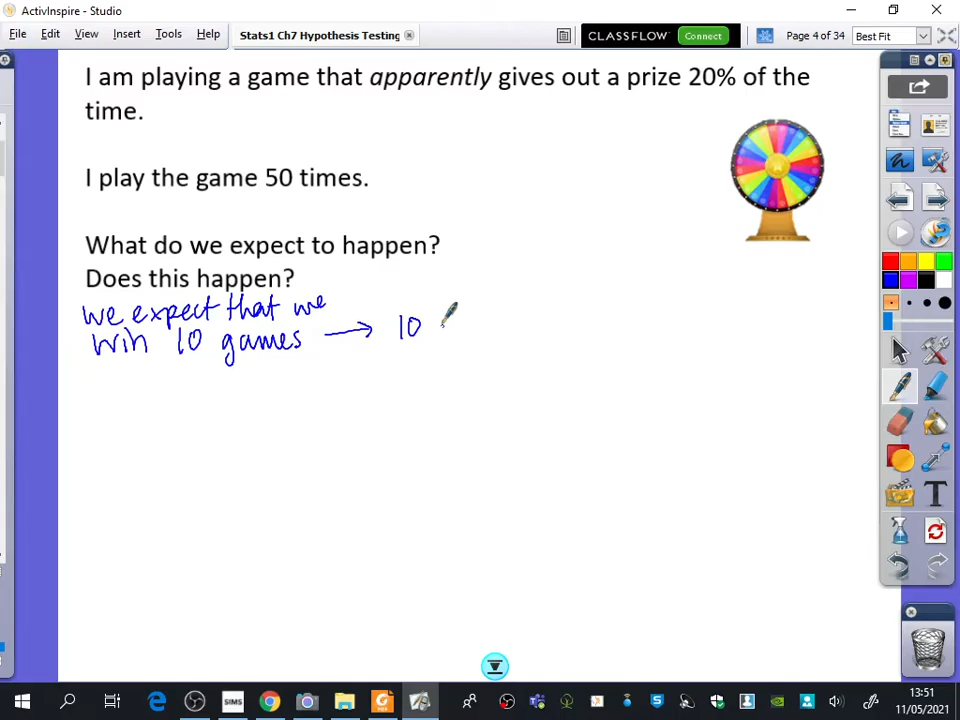 ActivInspire - Studio
File Edit View Insert Tools Help
Stats1 Ch7 Hypothesis Testing
CLASSFLOW Connect
Page 4 of 34
Best Fit
I am playing a game that apparently gives out a prize 20% of the
time.
I play the game 50 times.
What do we expect to happen?
Does this happen?
we expect that we
win 10 games → 10
SIMS
13:51
11/05/2021